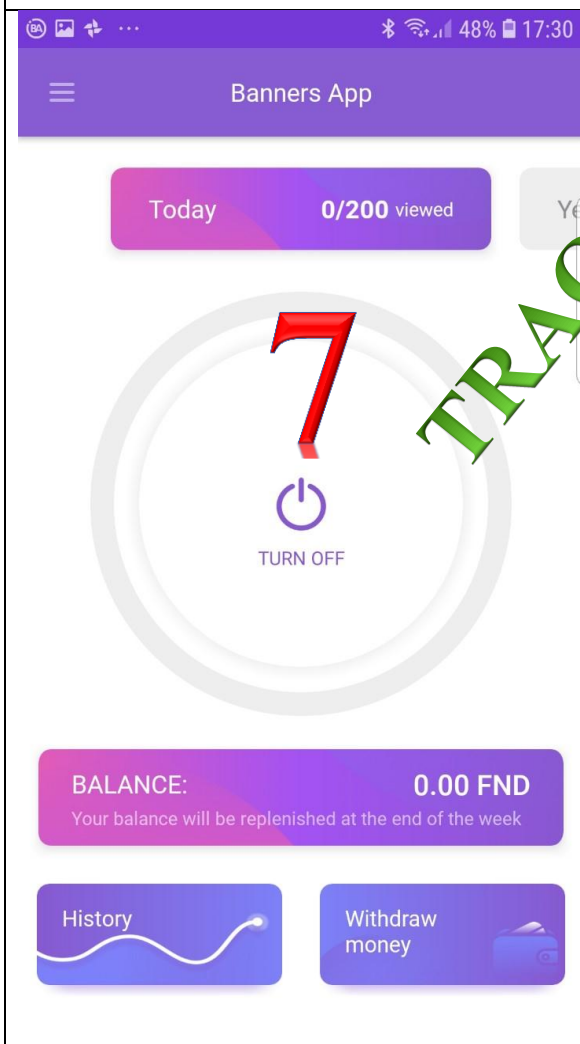 BA ... 48% 17:30
Banners App
Today 0/200 viewed
7
TURN OFF
BALANCE: 0.00 FND
Your balance will be replenished at the end of the week
History
Withdraw
money